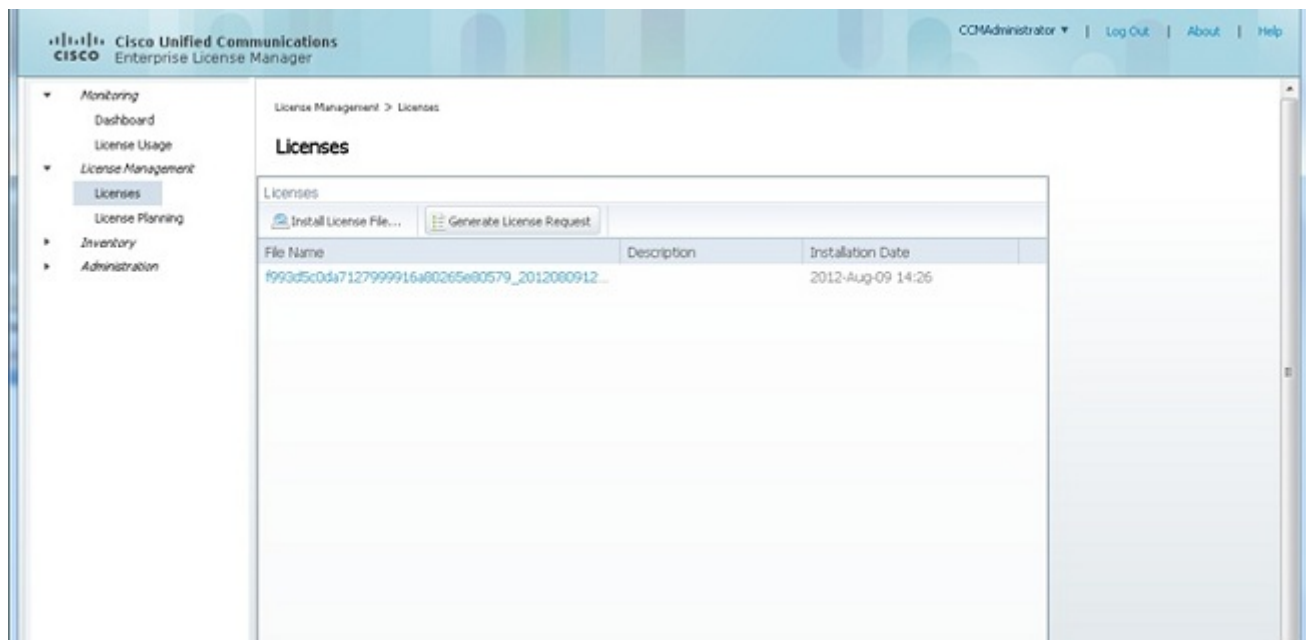 Cisco Unified Communications
CISCO Enterprise License Manager
CCMAdministrator | Log Out | About | Help
Monitoring
Dashboard
License Usage
License Management
Licenses
License Planning
Inventory
Administration
License Management > Licenses
Licenses
Licenses
Install License File... Generate License Request
File Name Description Installation Date
f993d5c0da7127999916a80265e80579_2012080912... 2012-Aug-09 14:26